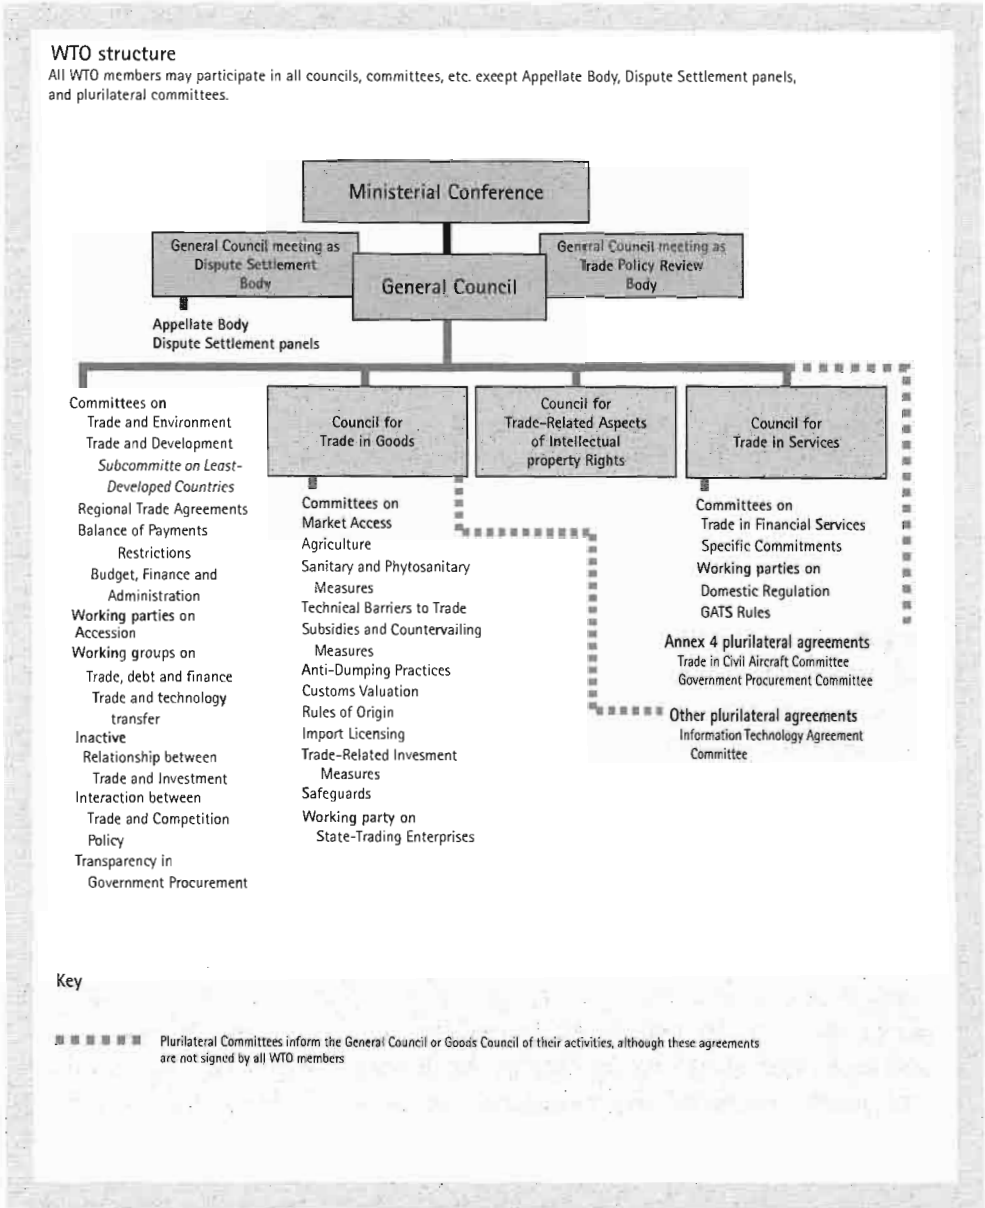 WTO structure
All WTO members may participate in all councils, committees, etc. except Appellate Body, Dispute Settlement panels,
and plurilateral committees.
Ministerial Conference
General Council meeting as
Dispute Settlement
Body
General Council
General Council meeting as
Trade Policy Review
Body
Appellate Body
Dispute Settlement panels
Committees on
Trade and Environment
Trade and Development
Subcommitte on Least-
Developed Countries
Regional Trade Agreements
Balance of Payments
Restrictions
Budget, Finance and
Administration
Working parties on
Accession
Working groups on
Trade, debt and finance
Trade and technology
transfer
Inactive
Relationship between
Trade and Investment
Interaction between
Trade and Competition
Policy
Transparency in
Government Procurement
Council for
Trade in Goods
Committees on
Market Access
Agriculture
Sanitary and Phytosanitary
Measures
Technical Barriers to Trade
Subsidies and Countervailing
Measures
Anti-Dumping Practices
Customs Valuation
Rules of Origin
Import Licensing
Trade-Related Invesment
Measures
Safeguards
Working party on
State-Trading Enterprises
Council for
Trade-Related Aspects
of Intellectual
property Rights
Council for
Trade in Services
Committees on
Trade in Financial Services
Specific Commitments
Working parties on
Domestic Regulation
GATS Rules
Annex 4 plurilateral agreements
Trade in Civil Aircraft Committee
Government Procurement Committee
Other plurilateral agreements
Information Technology Agreement
Committee
Key
Plurilateral Committees inform the General Council or Goods Council of their activities, although these agreements
are not signed by all WTO members